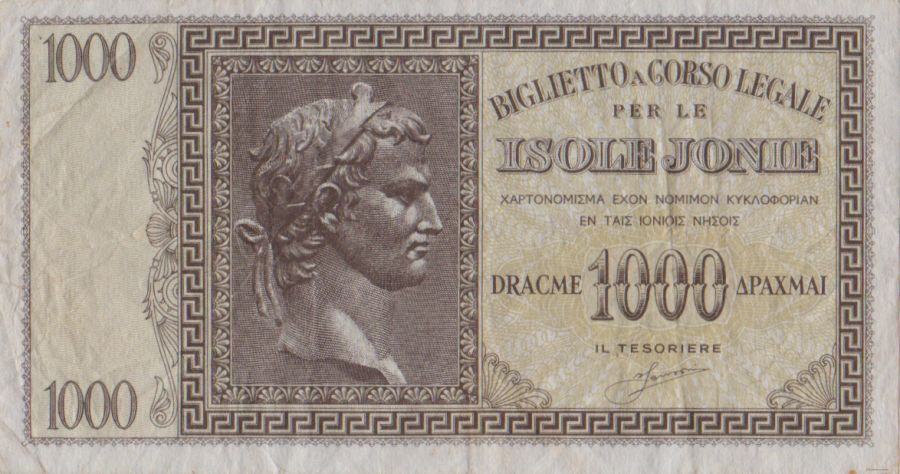 1000
1000
BIGLIETTO A CORSO LEGALE
PER LE
ISOLE JONIE
ΧΑΡΤΟΝΟΜΙΣΜΑ ΕΧΟΝ ΝΟΜΙΜΟΝ ΚΥΚΛΟΦΟΡΙΑΝ
ΕΝ ΤΑΙΣ ΙΟΝΙΟΙΣ ΝΗΣΟΙΣ
DRACME 1000 ΔΡΑΧΜΑΙ
IL TESORIERE